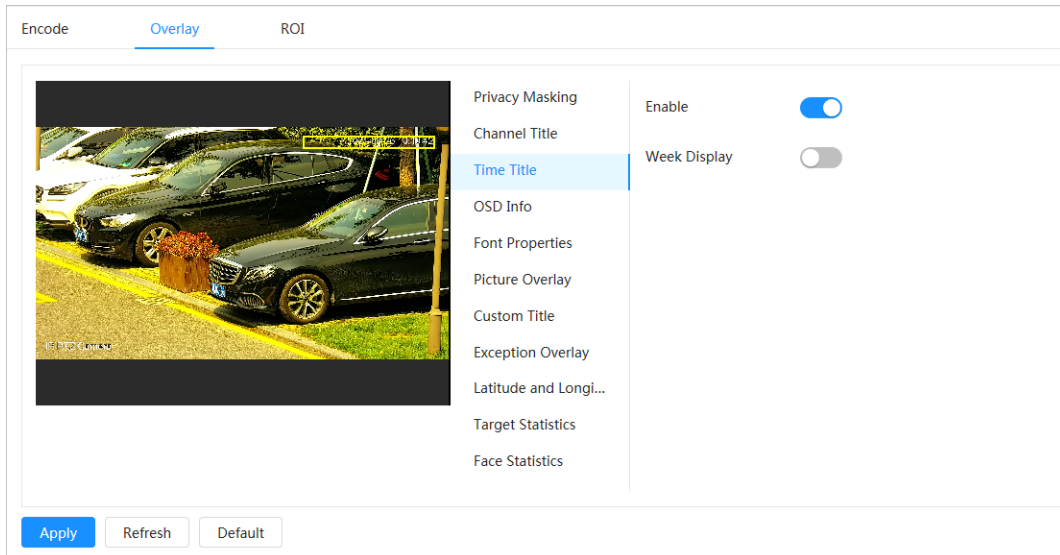 Encode Overlay ROI
Privacy Masking
Channel Title
Time Title
OSD Info
Font Properties
Picture Overlay
Custom Title
Exception Overlay
Latitude and Longi...
Target Statistics
Face Statistics
Enable
Week Display
Apply Refresh Default